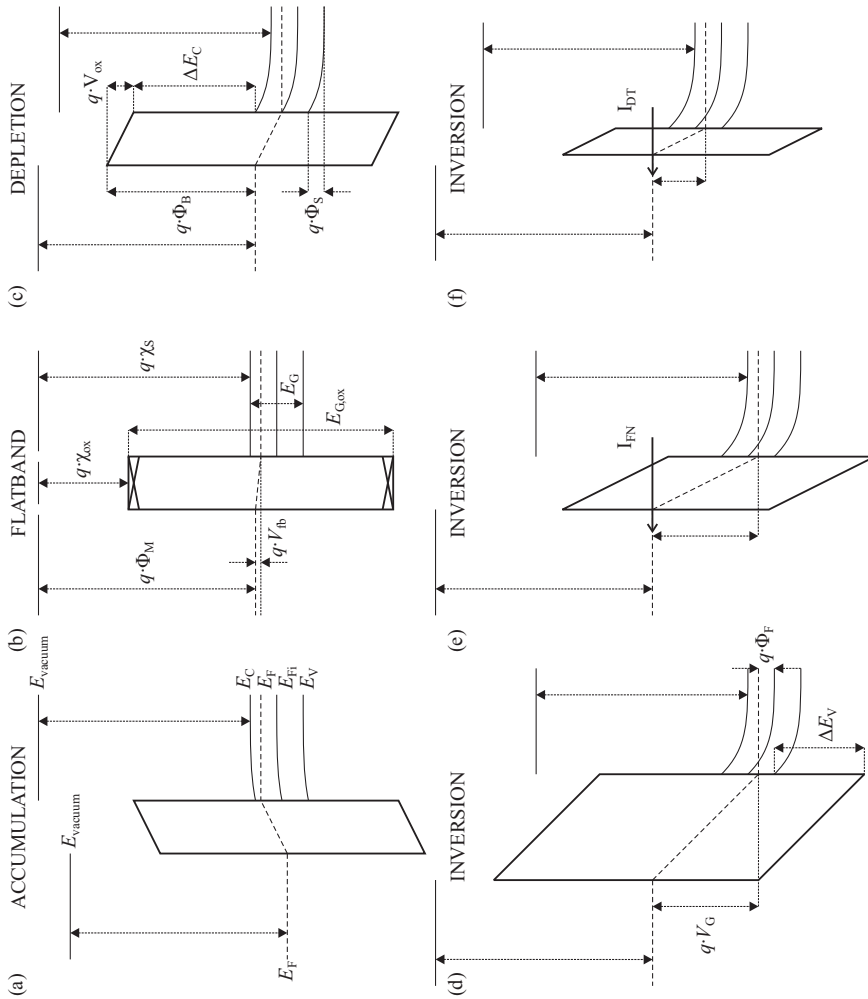 (a)
ACCUMULATION
E_vacuum
E_vacuum
E_C
E_F
E_Fi
E_V
E_F
(b)
FLATBAND
q·Φ_M
q·χ_ox
q·χ_S
q·V_fb
E_G
E_G,ox
(c)
DEPLETION
q·V_ox
q·Φ_B
ΔE_C
q·Φ_S
(d)
INVERSION
q·V_G
q·Φ_F
ΔE_V
(e)
INVERSION
I_FN
(f)
INVERSION
I_DT